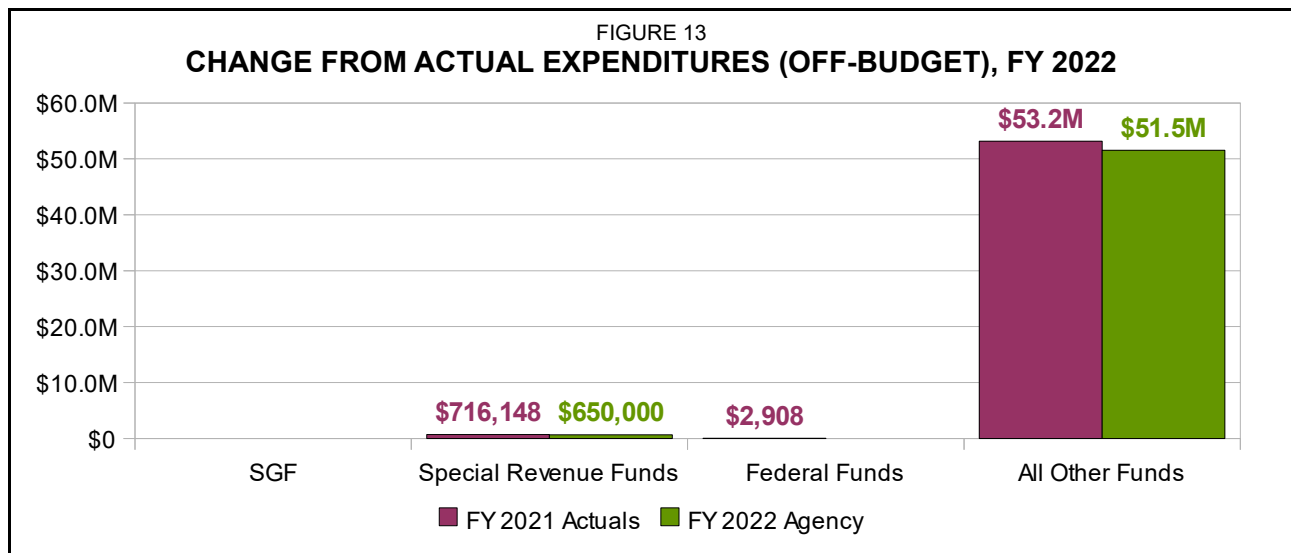 FIGURE 13
CHANGE FROM ACTUAL EXPENDITURES (OFF-BUDGET), FY 2022
$60.0M
$50.0M
$40.0M
$30.0M
$20.0M
$10.0M
$0
$716,148 $650,000
$2,908
$53.2M
$51.5M
SGF
Special Revenue Funds
Federal Funds
All Other Funds
FY 2021 Actuals
FY 2022 Agency